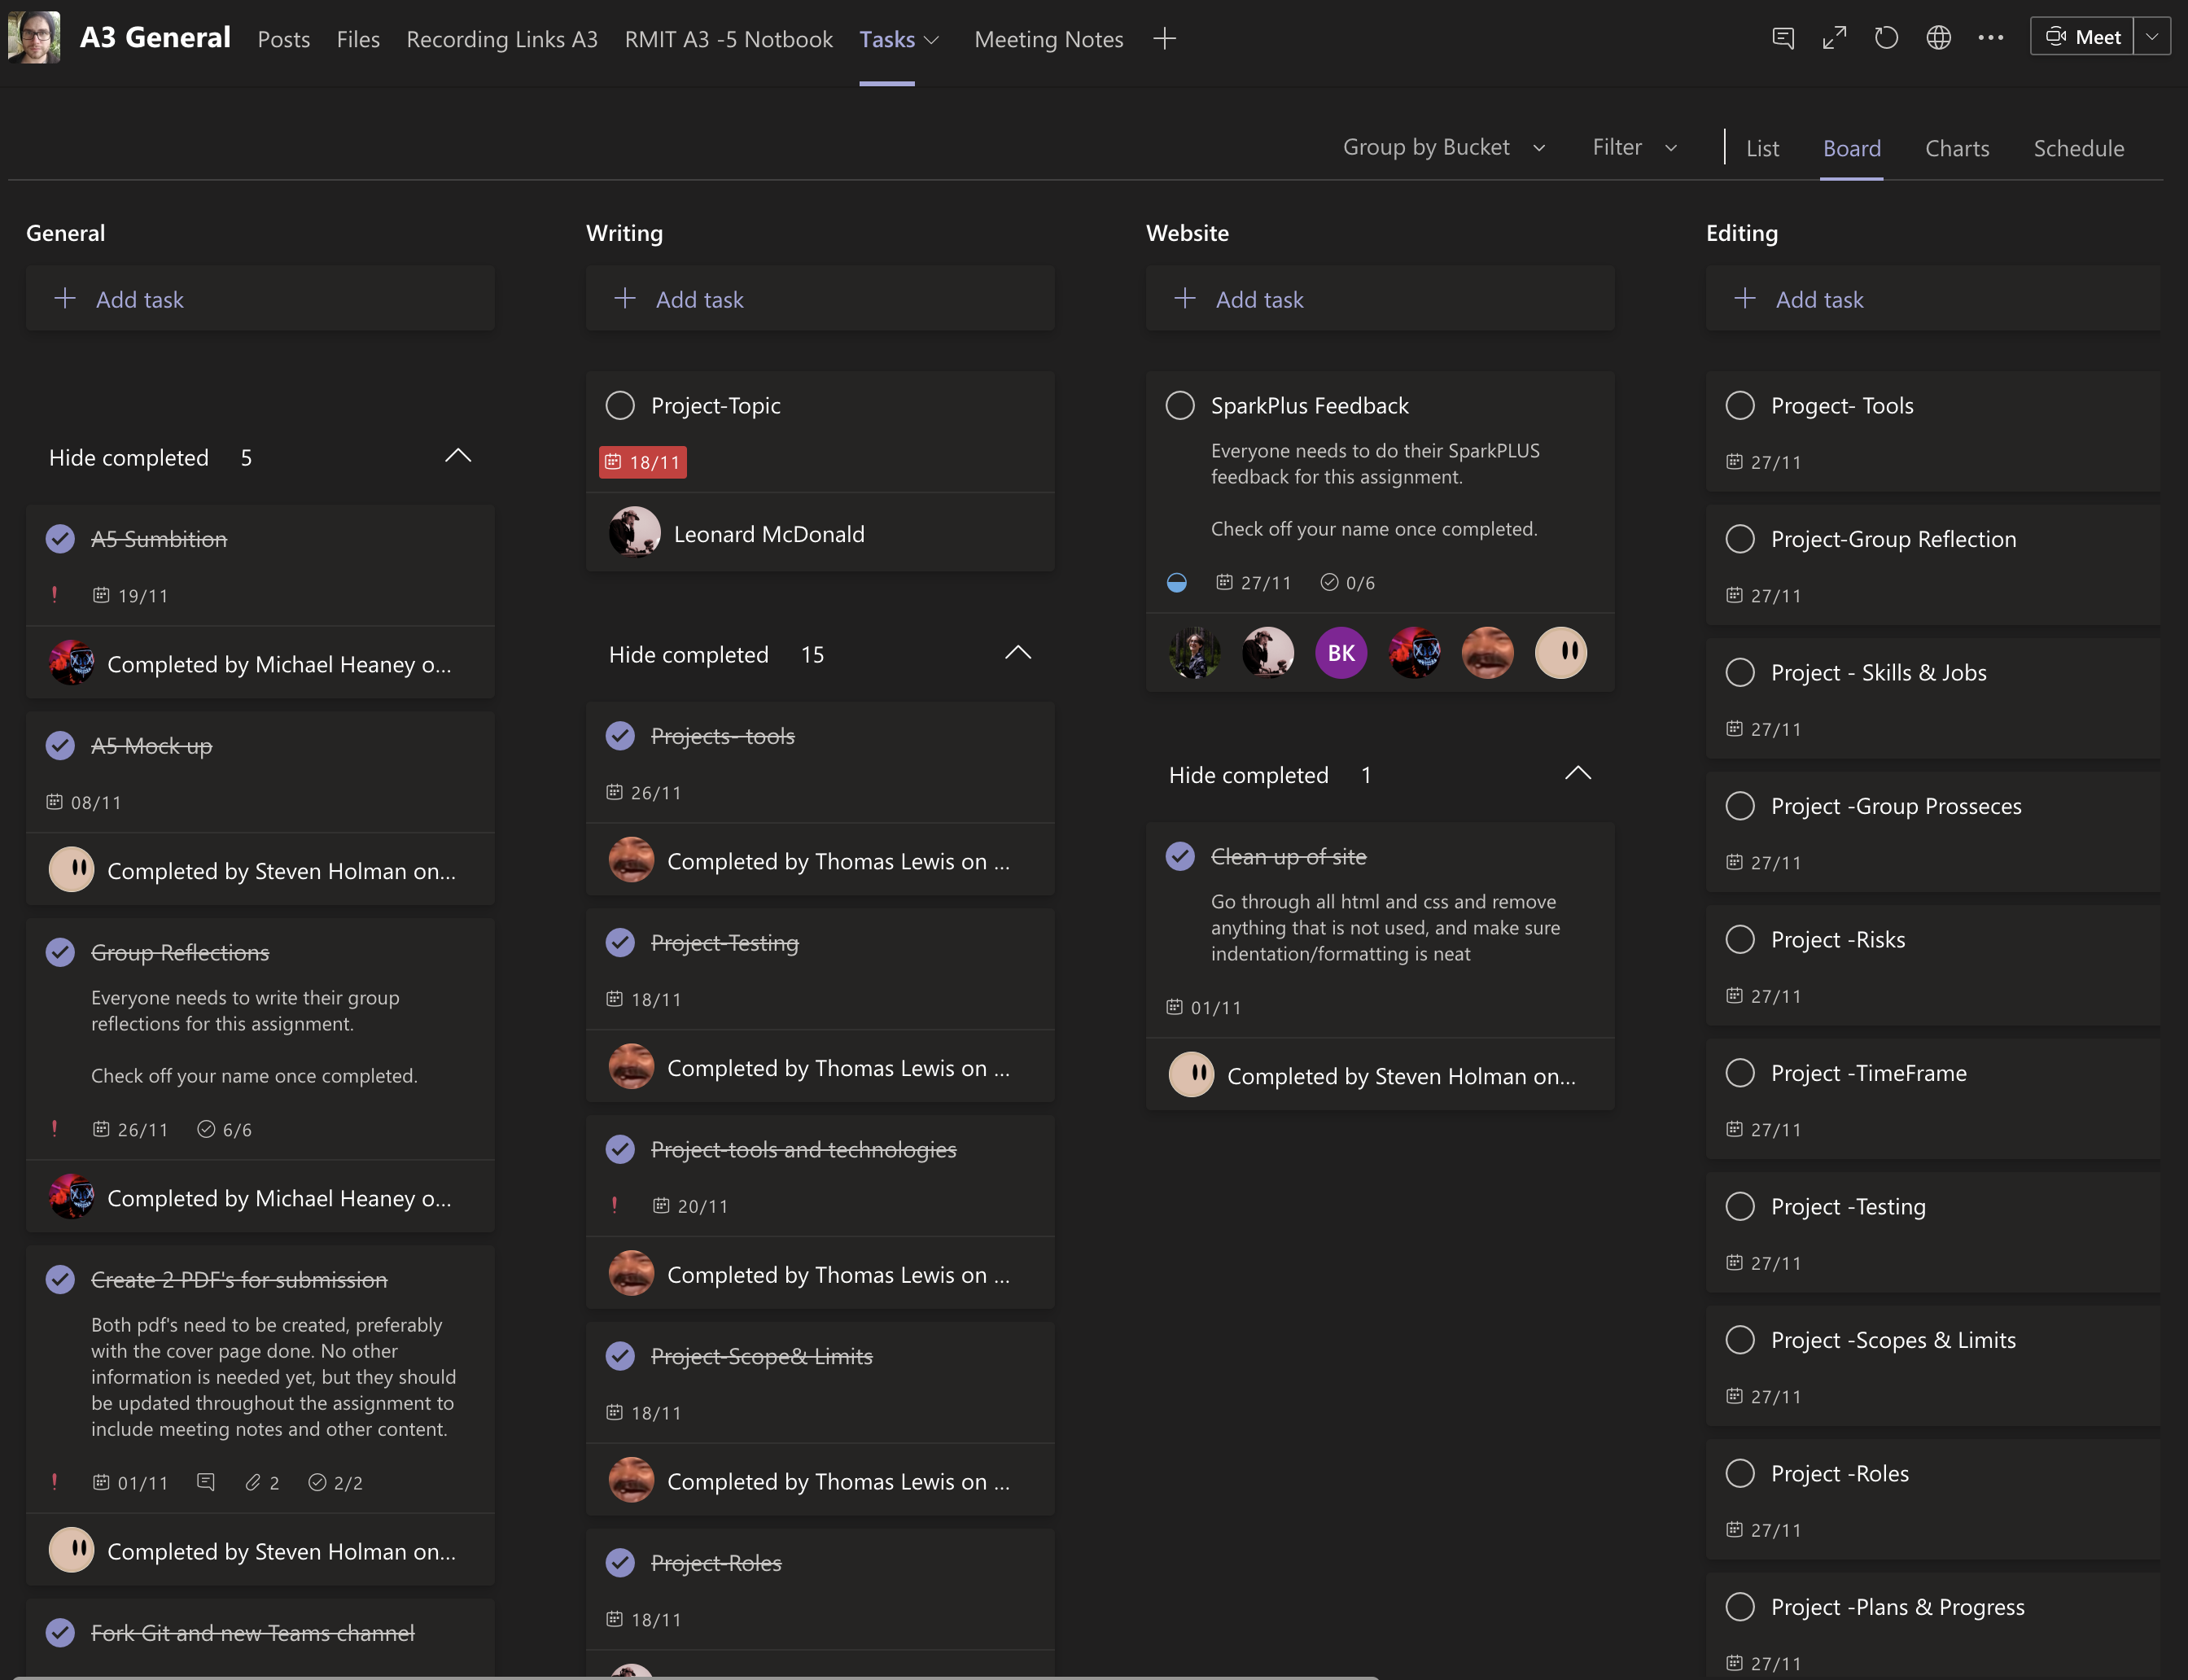 A3 General
Posts
Files
Recording Links A3
RMIT A3 -5 Notbook
Tasks
Meeting Notes
Meet
Group by Bucket
Filter
List
Board
Charts
Schedule
General
Add task
Hide completed 5
A5 Sumbition
! 19/11
Completed by Michael Heaney o...
A5 Mock up
08/11
Completed by Steven Holman on...
Group Reflections
Everyone needs to write their group
reflections for this assignment.
Check off your name once completed.
! 26/11 6/6
Completed by Michael Heaney o...
Create 2 PDF's for submission
Both pdf's need to be created, preferably
with the cover page done. No other
information is needed yet, but they should
be updated throughout the assignment to
include meeting notes and other content.
! 01/11 2 2/2
Completed by Steven Holman on...
Fork Git and new Teams channel
Writing
Add task
Project-Topic
18/11
Leonard McDonald
Hide completed 15
Projects- tools
26/11
Completed by Thomas Lewis on ...
Project-Testing
18/11
Completed by Thomas Lewis on ...
Project-tools and technologies
! 20/11
Completed by Thomas Lewis on ...
Project-Scope& Limits
18/11
Completed by Thomas Lewis on ...
Project-Roles
18/11
Website
Add task
SparkPlus Feedback
Everyone needs to do their SparkPLUS
feedback for this assignment.
Check off your name once completed.
27/11 0/6
BK
Hide completed 1
Clean up of site
Go through all html and css and remove
anything that is not used, and make sure
indentation/formatting is neat
01/11
Completed by Steven Holman on...
Editing
Add task
Progect- Tools
27/11
Project-Group Reflection
27/11
Project - Skills & Jobs
27/11
Project -Group Prosseces
27/11
Project -Risks
27/11
Project -TimeFrame
27/11
Project -Testing
27/11
Project -Scopes & Limits
27/11
Project -Roles
27/11
Project -Plans & Progress
27/11